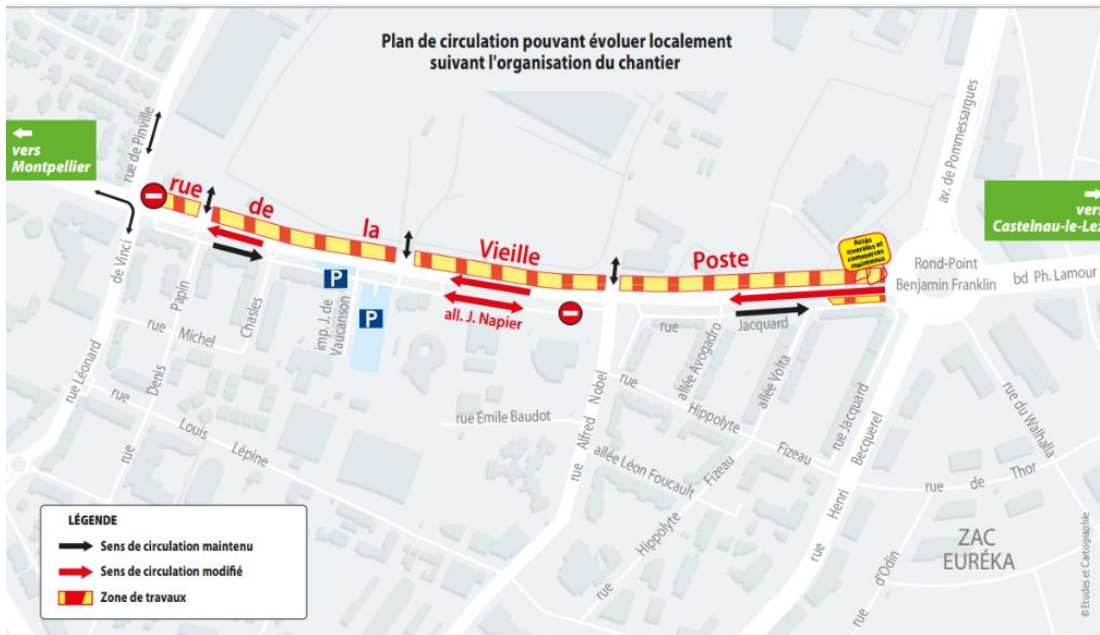 Plan de circulation pouvant évoluer localement
suivant l'organisation du chantier
vers
Montpellier
rue de Pinville
av. de Pommessargues
vers
Castelnau-le-Lez
rue
de
la
Vieille
Poste
Accès
riverains et
commerces
maintenus
Rond-Point
Benjamin Franklin
bd Ph. Lamour
de Vinci
rue Léonard
Papin
Denis
rue
rue
Michel
Chasles
P
P
imp. J. de
Vaucanson
all. J. Napier
rue
Jacquard
allée Avogadro
allée Volta
rue Jacquard
rue
Louis
Lépine
rue Émile Baudot
rue Alfred Nobel
rue
Hippolyte
Fizeau
allée Léon Foucault
rue
Hippolyte
Fizeau
rue
Henri
Becquerel
rue du Walhalla
rue
de
Thor
rue
d'Odin
ZAC
EURÉKA
LÉGENDE
Sens de circulation maintenu
Sens de circulation modifié
Zone de travaux
© Etudes et Cartographie